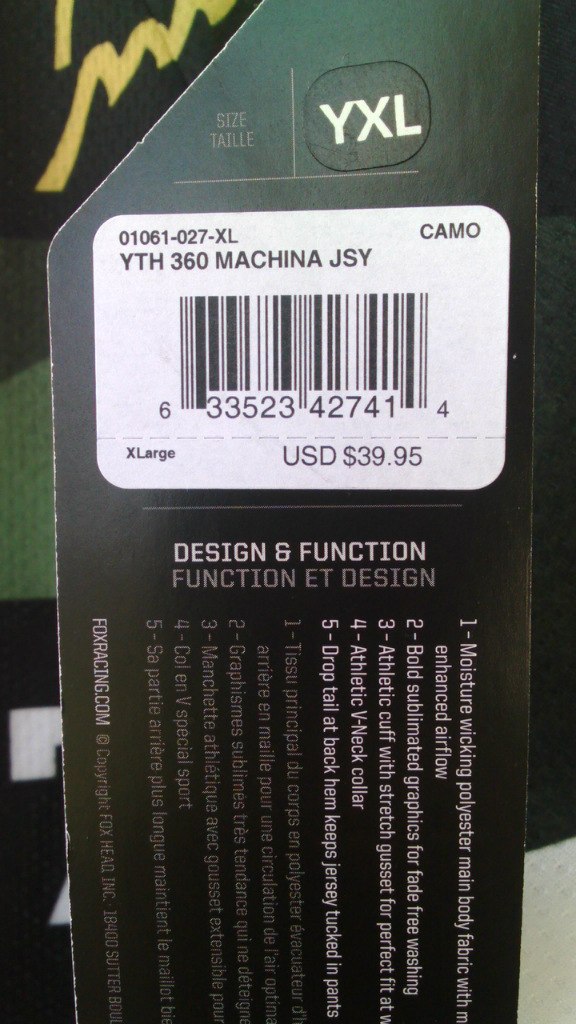 SIZE
TAILLE
YXL
01061-027-XL CAMO
YTH 360 MACHINA JSY
6 33523 42741 4
XLarge USD $39.95
DESIGN & FUNCTION
FUNCTION ET DESIGN
1 - Moisture wicking polyester main body fabric with
enhanced airflow
2 - Bold sublimated graphics for fade free washing
3 - Athletic cuff with stretch gusset for perfect fit at
4 - Athletic V-Neck collar
5 - Drop tail at back hem keeps jersey tucked in pants
1 - Tissu principal du corps en polyester évacuateur
arrière en maille pour une circulation de l'air
2 - Graphismes sublimés très tendance qui ne
3 - Manchette athlétique avec gousset extensible pour
4 - Col en V special sport
5 - Sa partie arrière plus longue maintient le maillot
FOXRACING.COM © Copyright FOX HEAD, INC. 18400 SUTTER